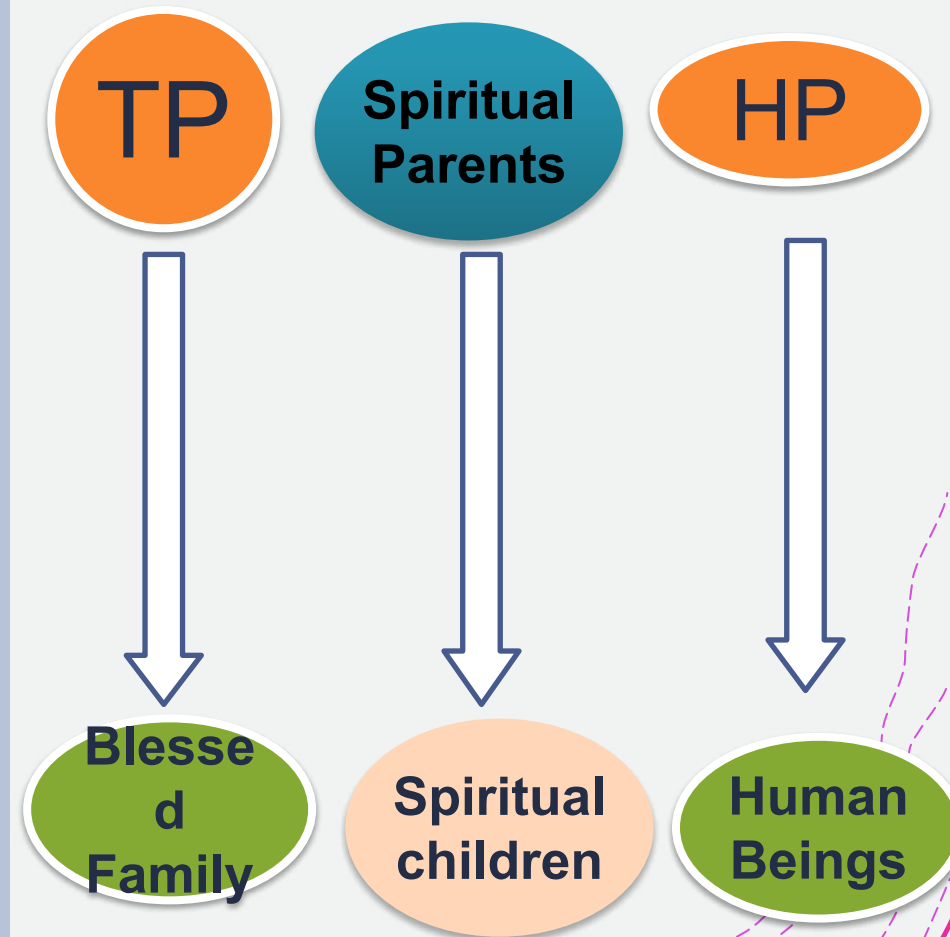 TP
Spiritual
Parents
HP
Blesse
d
Family
Spiritual
children
Human
Beings